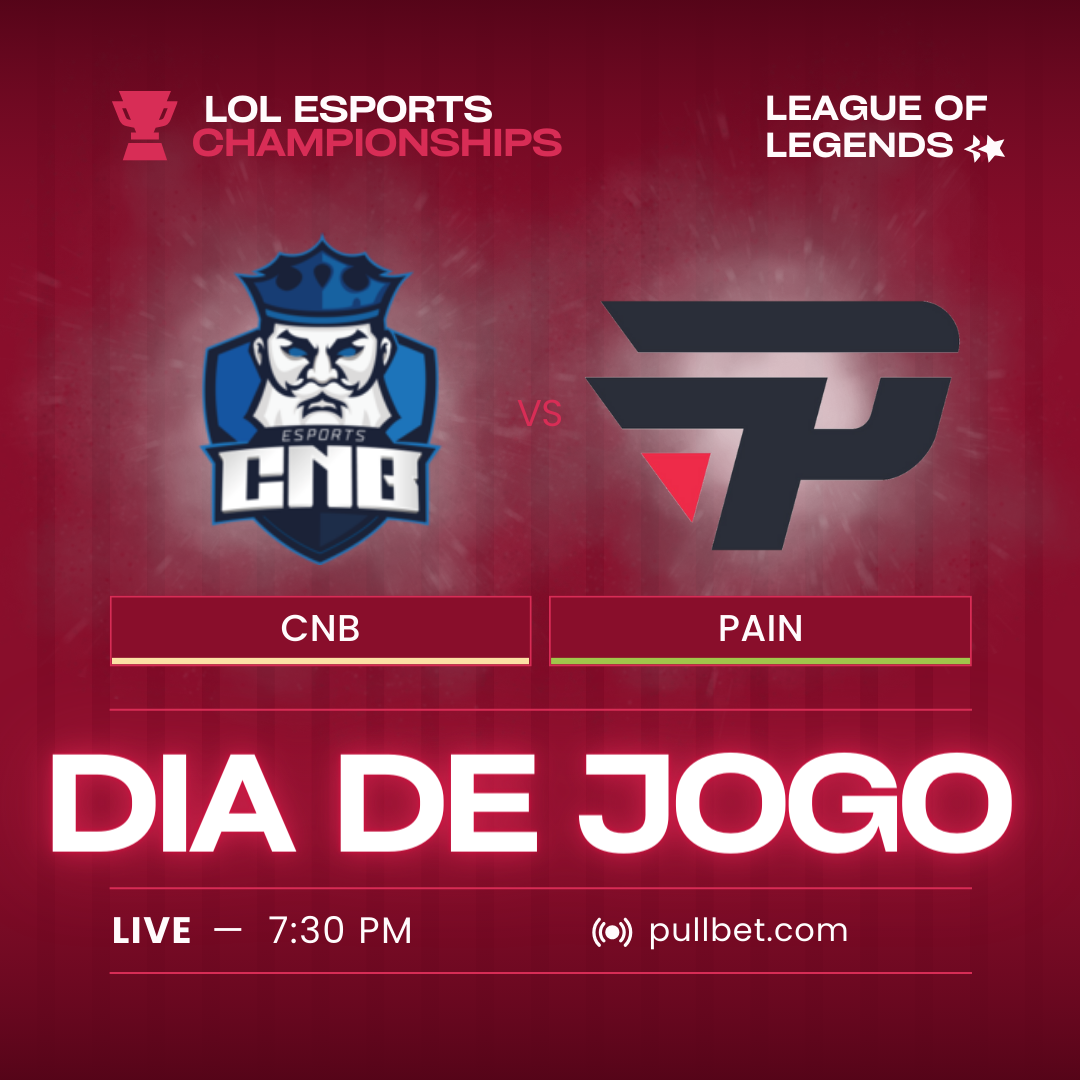 LOL ESPORTS
CHAMPIONSHIPS
LEAGUE OF
LEGENDS
ESPORTS
CNB
VS
CNB
PAIN
DIA DE JOGO
LIVE — 7:30 PM
pullbet.com